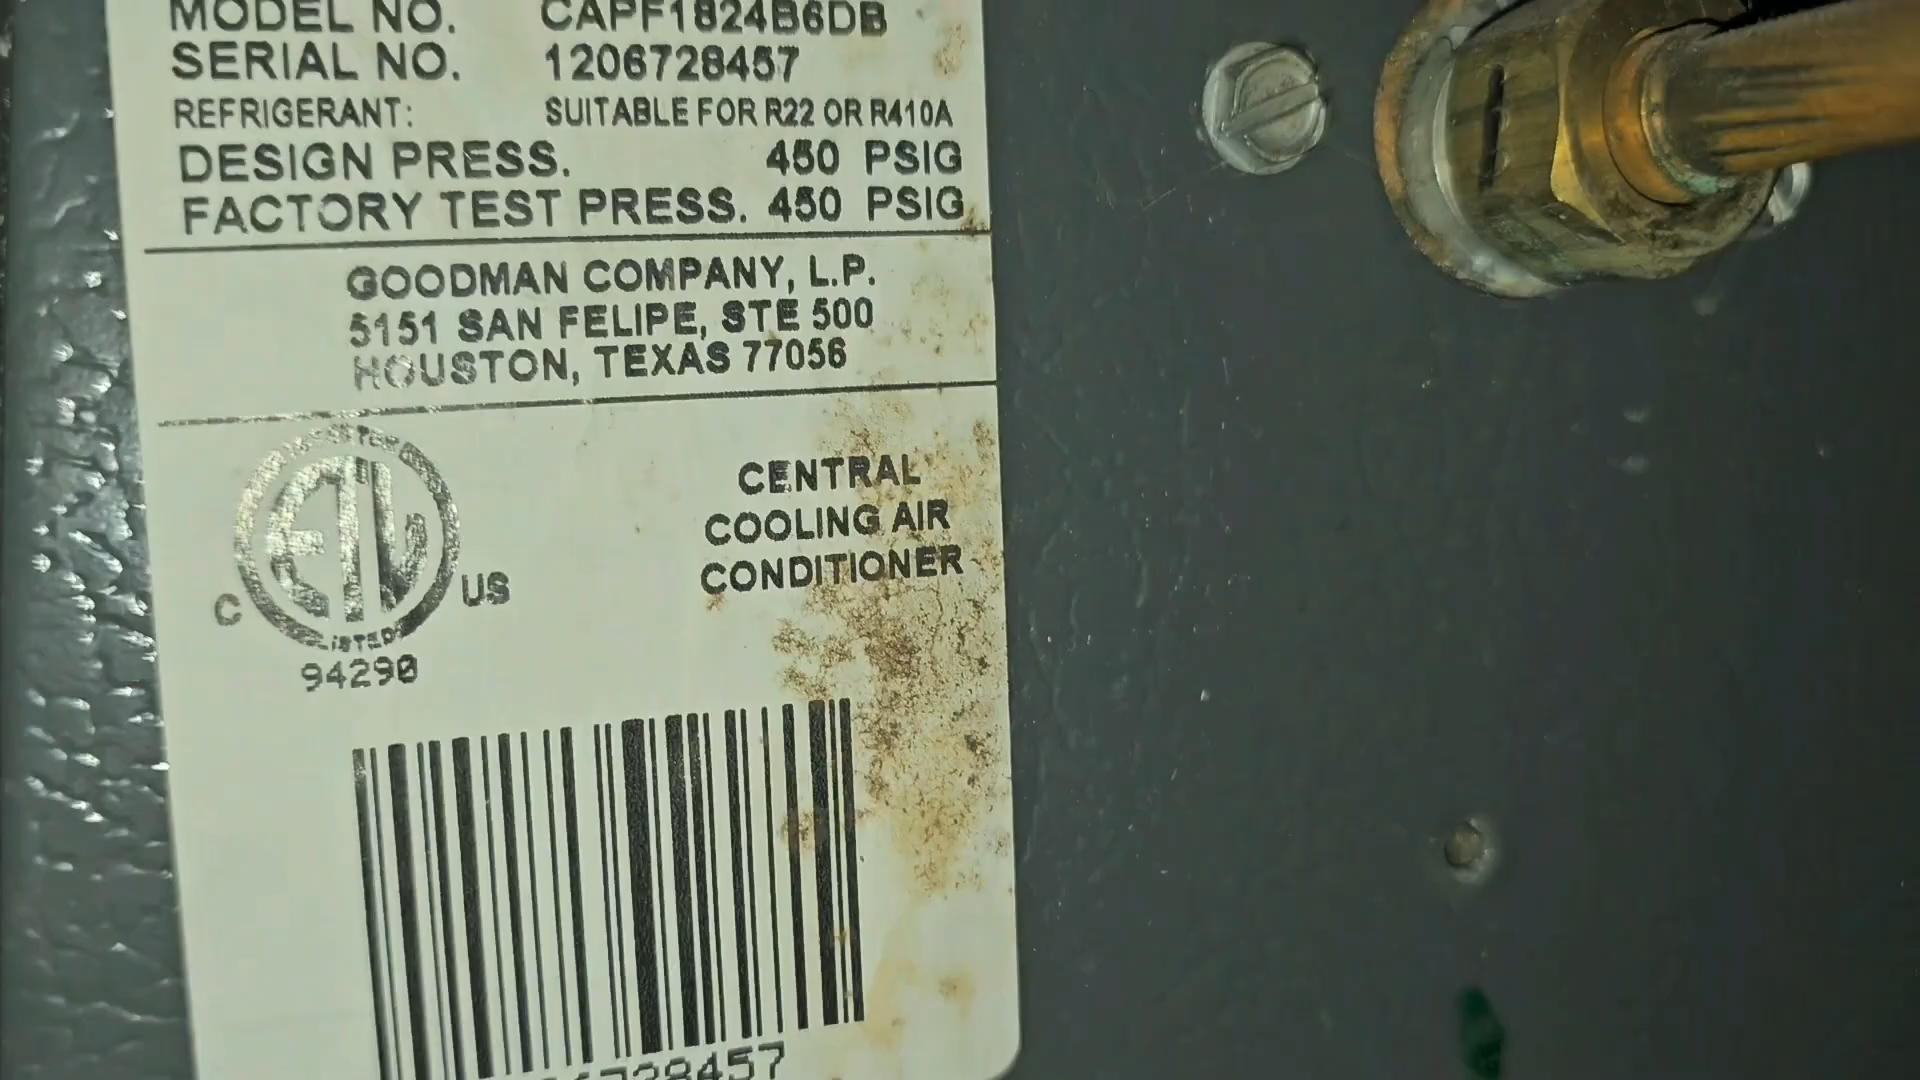 MODEL NO. CAPF1824B6DB
SERIAL NO. 1206728457
REFRIGERANT: SUITABLE FOR R22 OR R410A
DESIGN PRESS. 450 PSIG
FACTORY TEST PRESS. 450 PSIG
GOODMAN COMPANY, L.P.
5151 SAN FELIPE, STE 500
HOUSTON, TEXAS 77056
ETL
C US
LISTED
94290
CENTRAL
COOLING AIR
CONDITIONER
728457